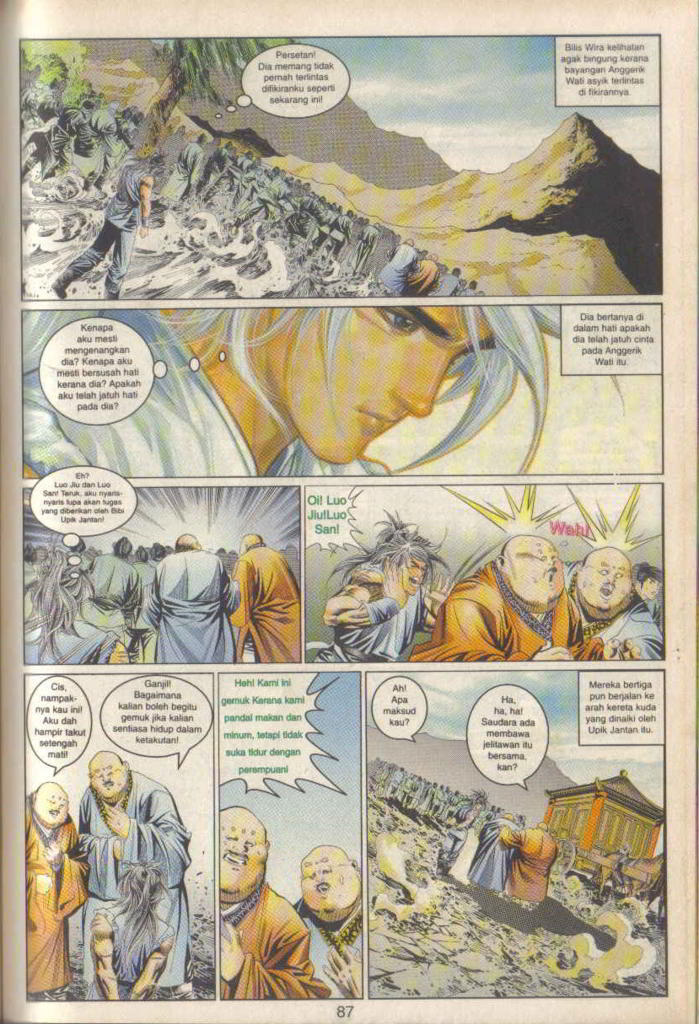 Persetan!
Dia memang tidak
pernah terlintas
difikiranku seperti
sekarang ini!
Bilis Wira kelihatan
agak bingung kerana
bayangan Anggerik
Wati asyik terlintas
di fikirannya.
Kenapa
aku mesti
mengenangkan
dia? Kenapa aku
mesti bersusah hati
kerana dia? Apakah
aku telah jatuh hati
pada dia?
Dia bertanya di
dalam hati apakah
dia telah jatuh cinta
pada Anggerik
Wati itu.
Eh?
Luo Jiu dan Luo
San! Teruk, aku nyaris-
nyaris lupa akan tugas
yang diberikan oleh Bibi
Upik Jantan!
Oi! Luo
Jiu!Luo
San!
Wah!
Cis,
nampak-
nya kau ini!
Aku dah
hampir takut
setengah
mati!
Ganjil!
Bagaimana
kalian boleh begitu
gemuk jika kalian
sentiasa hidup dalam
ketakutan!
Heh! Kami ini
gemuk Kerana kami
pandai makan dan
minum, tetapi tidak
suka tidur dengan
perempuan!
Ah!
Apa
maksud
kau?
Ha,
ha, ha!
Saudara ada
membawa
jelitawan itu
bersama,
kan?
Mereka bertiga
pun berjalan ke
arah kereta kuda
yang dinaiki oleh
Upik Jantan itu.
87